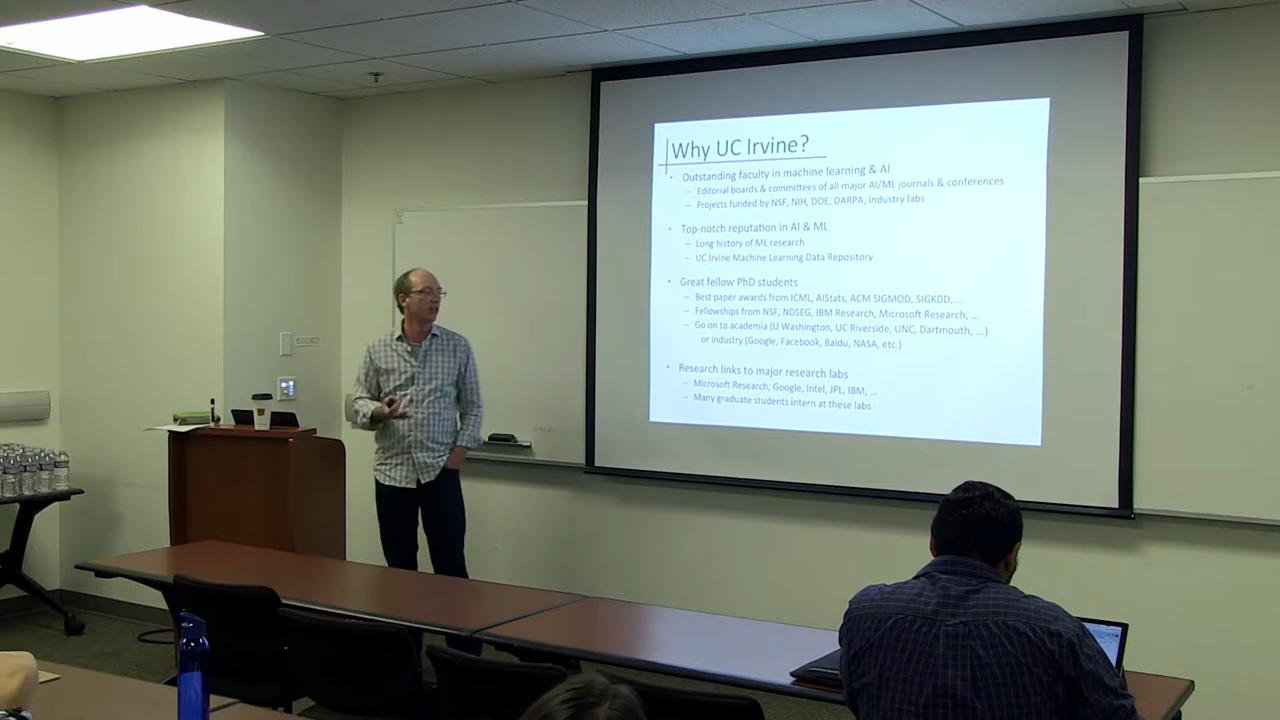 Why UC Irvine?
• Outstanding faculty in machine learning & AI
– Editorial boards & committees of all major AI/ML journals & conferences
– Projects funded by NSF, NIH, DOE, DARPA, industry labs
• Top-notch reputation in AI & ML
– Long history of ML research
– UC Irvine Machine Learning Data Repository
• Great fellow PhD students
– Best paper awards from ICML, AIStats, ACM SIGMOD, SIGKDD, ...
– Fellowships from NSF, NDSEG, IBM Research, Microsoft Research, ...
– Go on to academia (U Washington, UC Riverside, UNC, Dartmouth, ...)
or industry (Google, Facebook, Baidu, NASA, etc.)
• Research links to major research labs
– Microsoft Research, Google, Intel, JPL, IBM, ...
– Many graduate students intern at these labs